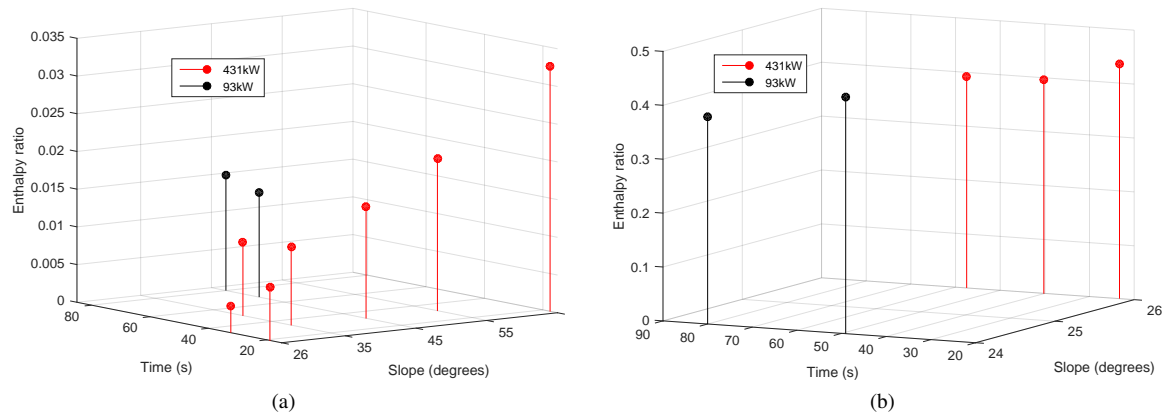 0.035
0.03
0.025
0.02
0.015
0.01
0.005
0
Enthalpy ratio
431kW
93kW
80
60
40
20
Time (s)
26
35
45
55
Slope (degrees)
(a)
0.5
0.4
0.3
0.2
0.1
0
Enthalpy ratio
431kW
93kW
90
80
70
60
50
40
30
20
Time (s)
24
25
26
Slope (degrees)
(b)